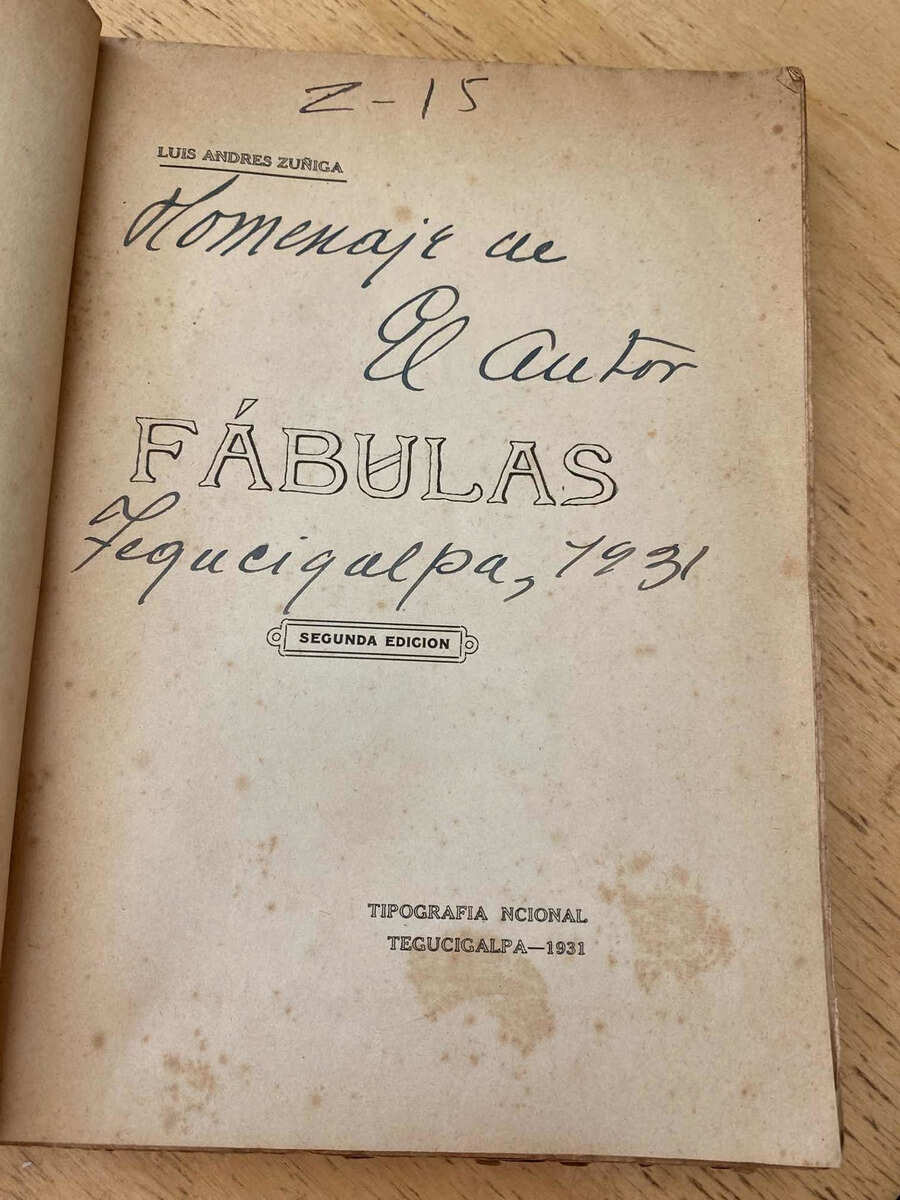 Z-15
LUIS ANDRES ZUÑIGA
Homenaje de
El autor
FÁBULAS
Tegucigalpa, 1931
SEGUNDA EDICION
TIPOGRAFIA NCIONAL
TEGUCIGALPA—1931